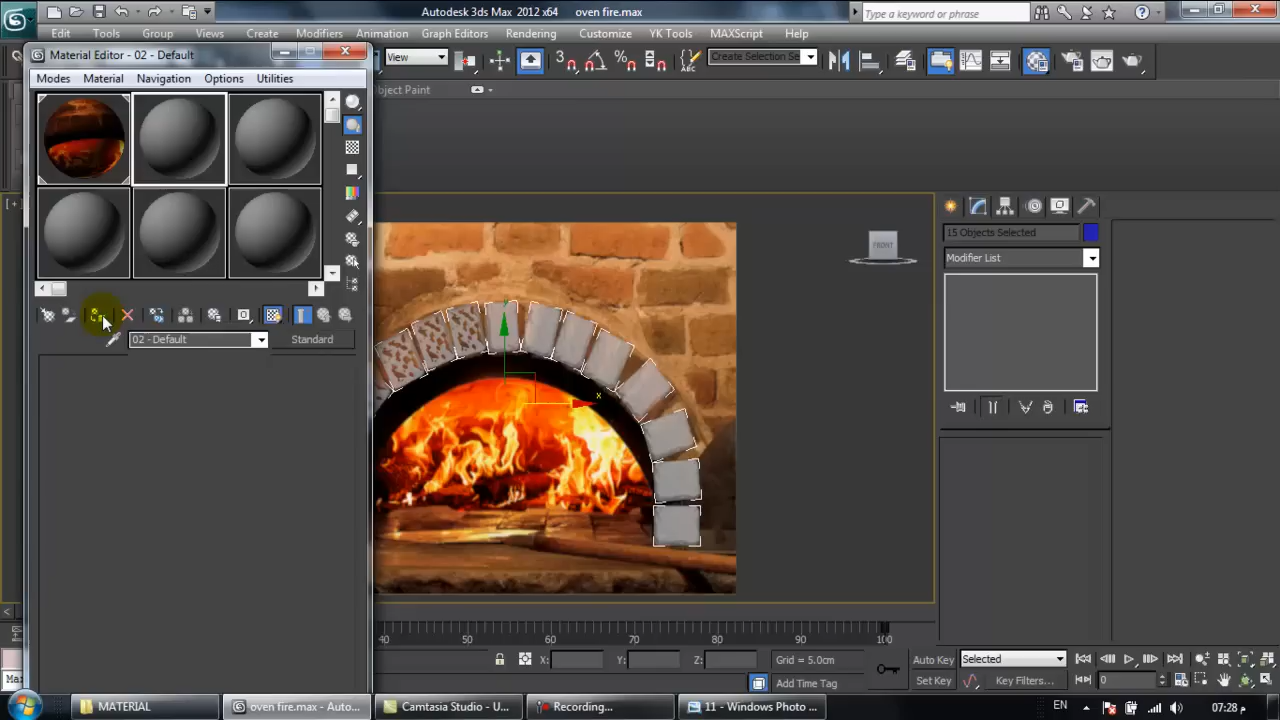 Autodesk 3ds Max 2012 x64 oven fire.max
Type a keyword or phrase
Edit Tools Group Views Create Modifiers Animation Graph Editors Rendering Customize YK Tools MAXScript Help
Material Editor - 02 - Default
View
Create Selection Se
Modes Material Navigation Options Utilities
Object Paint
[+]
FRONT
15 Objects Selected
Modifier List
02 - Default
Standard
x
40 50 60 70 80 90 100
X: Y: Z: Grid = 5.0cm
Auto Key
Selected
0
Add Time Tag
Set Key
Key Filters...
MATERIAL
oven fire.max - Auto...
Camtasia Studio - U...
Recording...
11 - Windows Photo ...
EN
07:28 م